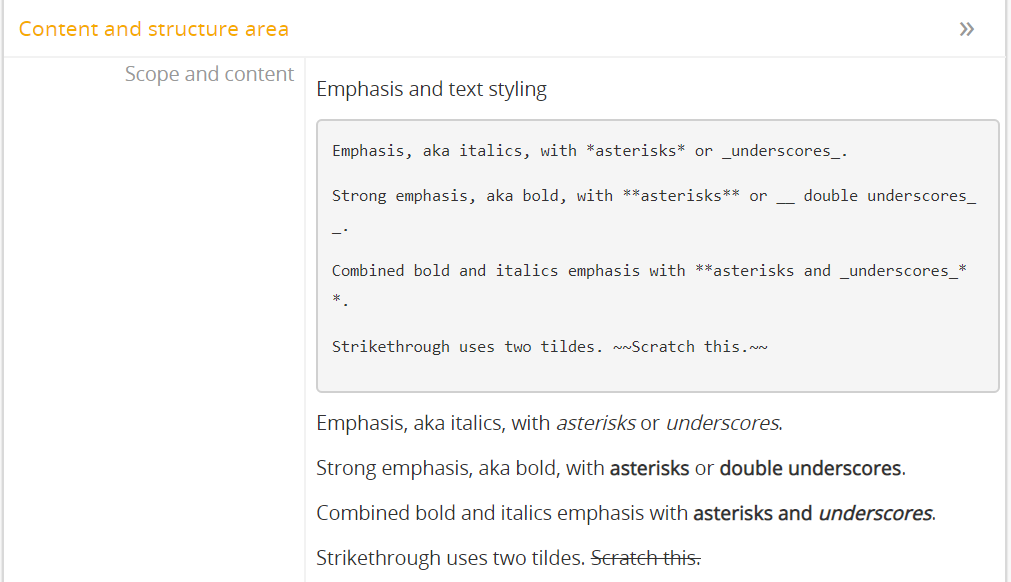 Content and structure area »
Scope and content
Emphasis and text styling
Emphasis, aka italics, with *asterisks* or _underscores_.
Strong emphasis, aka bold, with **asterisks** or __ double underscores_
_.
Combined bold and italics emphasis with **asterisks and _underscores_*
*.
Strikethrough uses two tildes. ~~Scratch this.~~
Emphasis, aka italics, with asterisks or underscores.
Strong emphasis, aka bold, with asterisks or double underscores.
Combined bold and italics emphasis with asterisks and underscores.
Strikethrough uses two tildes. Scratch this.